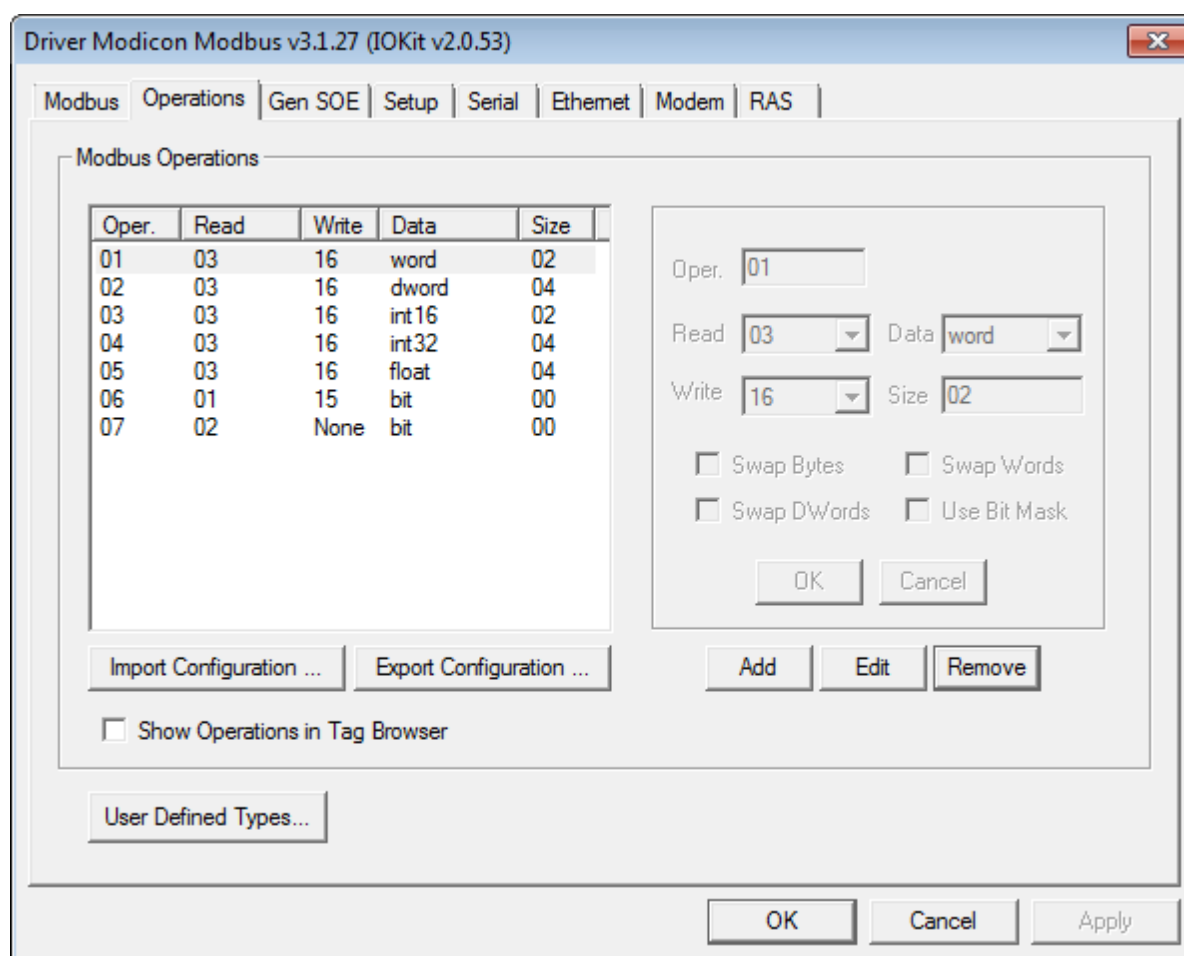 Driver Modicon Modbus v3.1.27 (IOKit v2.0.53)
Modbus Operations Gen SOE Setup Serial Ethernet Modem RAS
Modbus Operations
Oper. Read Write Data Size
01 03 16 word 02
02 03 16 dword 04
03 03 16 int16 02
04 03 16 int32 04
05 03 16 float 04
06 01 15 bit 00
07 02 None bit 00
Oper. 01
Read 03 Data word
Write 16 Size 02
Swap Bytes Swap Words
Swap DWords Use Bit Mask
OK Cancel
Import Configuration ... Export Configuration ... Add Edit Remove
Show Operations in Tag Browser
User Defined Types...
OK Cancel Apply